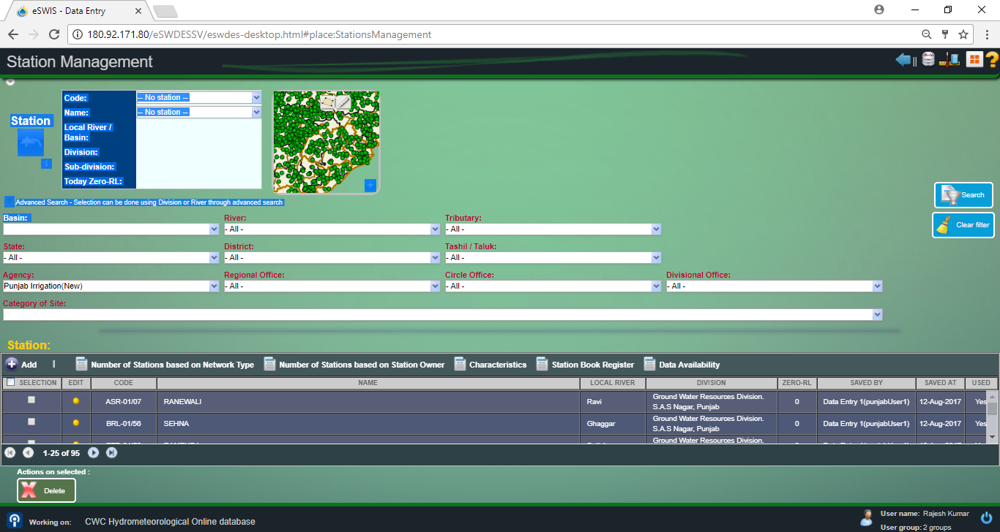 eSWIS - Data Entry
180.92.171.80/eSWDESSV/eswdes-desktop.html#place:StationsManagement
Station Management
Station
Code: -- No station --
Name: -- No station --
Local River /
Basin:
Division:
Sub-division:
Today Zero-RL:
Advanced Search - Selection can be done using Division or River through advanced search
Search
Clear filter
Basin: River: Tributary:
- All - - All -
State: District: Tashil / Taluk:
- All - - All - - All -
Agency: Regional Office: Circle Office: Divisional Office:
Punjab Irrigation(New) - All - - All - - All -
Category of Site:
Station:
Add | Number of Stations based on Network Type Number of Stations based on Station Owner Characteristics Station Book Register Data Availability
SELECTION EDIT CODE NAME LOCAL RIVER DIVISION ZERO-RL SAVED BY SAVED AT USED
ASR-01/07 RANEWALI Ravi Ground Water Resources Division. S.A.S Nagar, Punjab 0 Data Entry 1(punjabUser1) 12-Aug-2017 Yes
BRL-01/56 SEHNA Ghaggar Ground Water Resources Division. S.A.S Nagar, Punjab 0 Data Entry 1(punjabUser1) 12-Aug-2017 Yes
Ground Water Resources Division.
1-25 of 95
Actions on selected :
Delete
Working on: CWC Hydrometeorological Online database
User name: Rajesh Kumar
User group: 2 groups